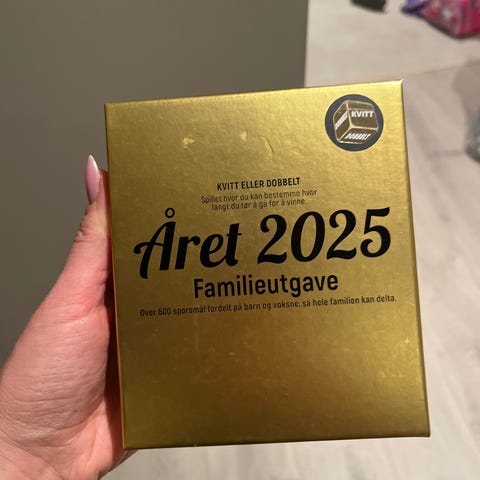 KVITT
DOBBELT
KVITT ELLER DOBBELT
Spillet hvor du kan bestemme hvor
langt du tør å gå for å vinne.
Året 2025
Familieutgave
Over 600 spørsmål fordelt på barn og voksne, så hele familien kan delta.